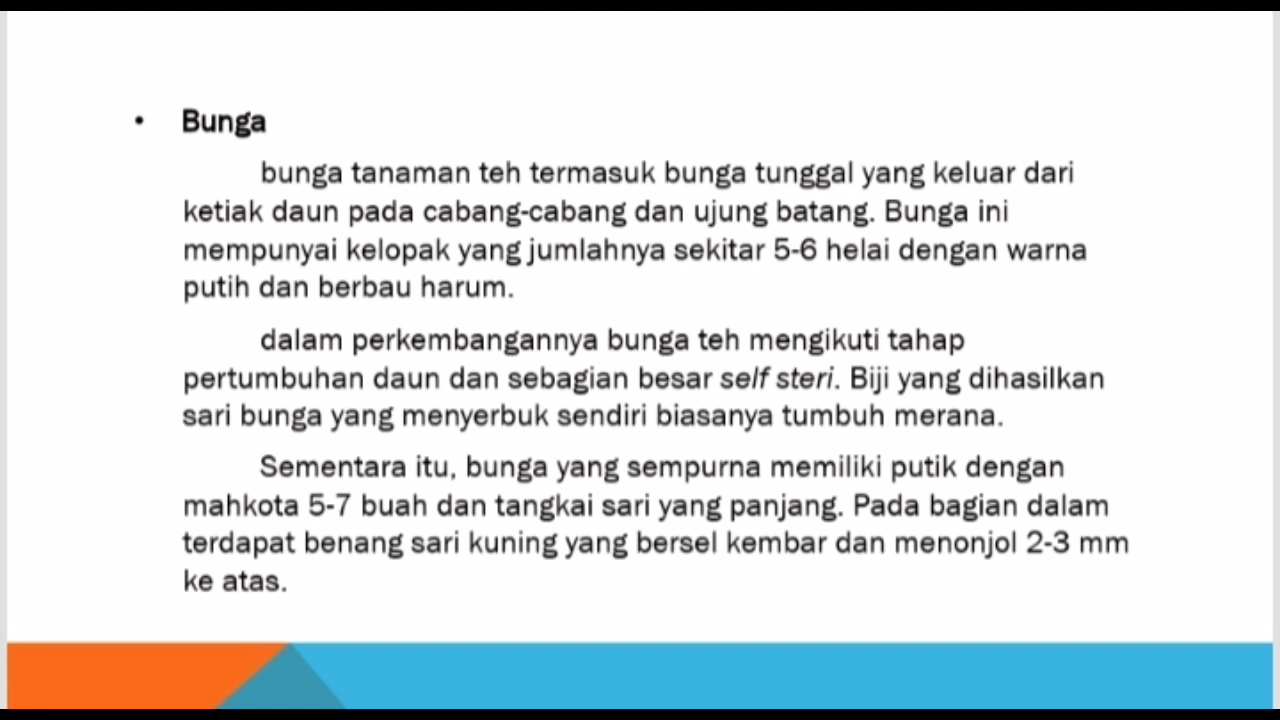 • Bunga
bunga tanaman teh termasuk bunga tunggal yang keluar dari
ketiak daun pada cabang-cabang dan ujung batang. Bunga ini
mempunyai kelopak yang jumlahnya sekitar 5-6 helai dengan warna
putih dan berbau harum.
dalam perkembangannya bunga teh mengikuti tahap
pertumbuhan daun dan sebagian besar self steri. Biji yang dihasilkan
sari bunga yang menyerbuk sendiri biasanya tumbuh merana.
Sementara itu, bunga yang sempurna memiliki putik dengan
mahkota 5-7 buah dan tangkai sari yang panjang. Pada bagian dalam
terdapat benang sari kuning yang bersel kembar dan menonjol 2-3 mm
ke atas.